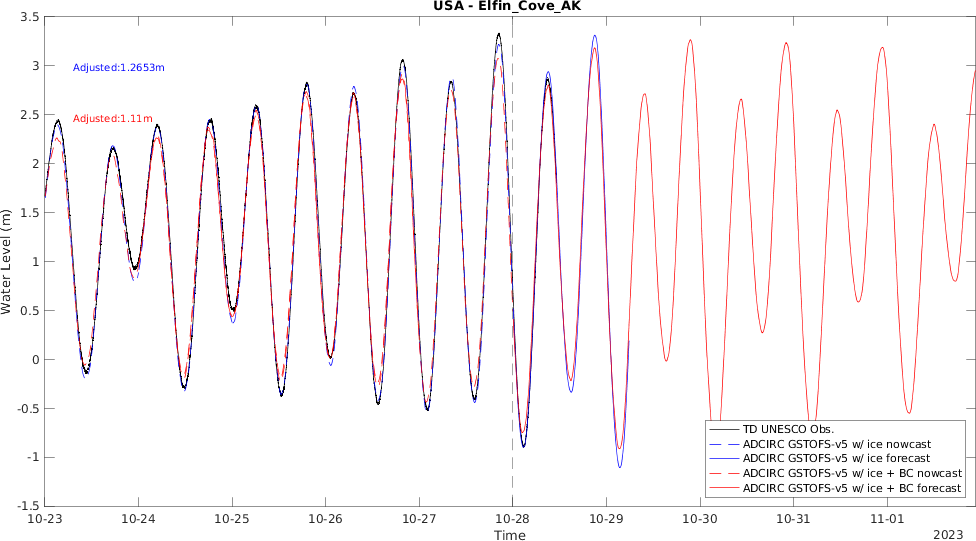 USA - Elfin_Cove_AK
3.5
3
2.5
2
1.5
1
0.5
0
-0.5
-1
-1.5
Water Level (m)
Adjusted:1.2653m
Adjusted:1.11m
TD UNESCO Obs.
ADCIRC GSTOFS-v5 w/ ice nowcast
ADCIRC GSTOFS-v5 w/ ice forecast
ADCIRC GSTOFS-v5 w/ ice + BC nowcast
ADCIRC GSTOFS-v5 w/ ice + BC forecast
10-23 10-24 10-25 10-26 10-27 10-28 10-29 10-30 10-31 11-01
Time
2023